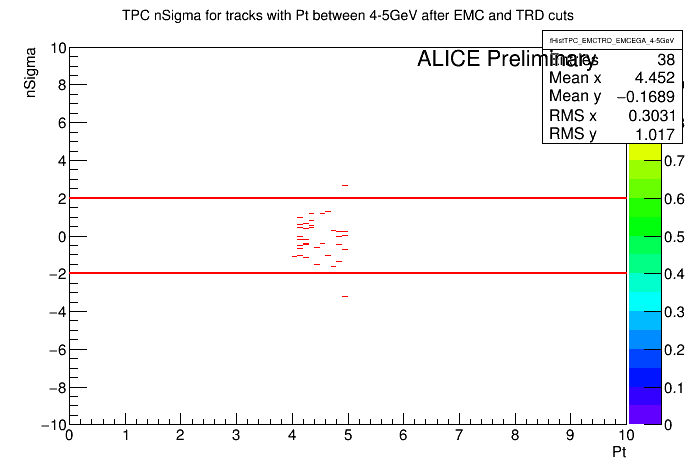 TPC nSigma for tracks with Pt between 4-5GeV after EMC and TRD cuts
ALICE Preliminary
fHistTPC_EMCTRD_EMCEGA_4-5GeV
Entries 38
Mean x 4.452
Mean y −0.1689
RMS x 0.3031
RMS y 1.017
nSigma
10
8
6
4
2
0
−2
−4
−6
−8
−10
0 1 2 3 4 5 6 7 8 9 10
Pt
0.7
0.6
0.5
0.4
0.3
0.2
0.1
0